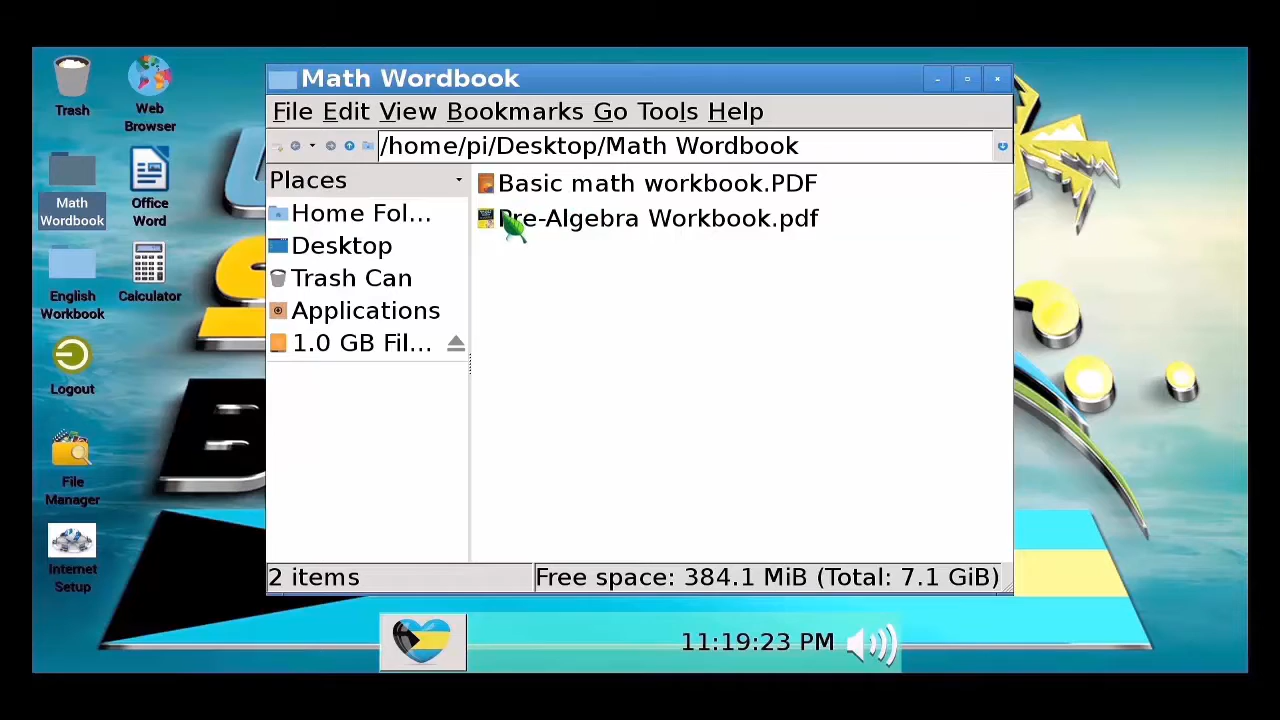 Trash
Web
Browser
Math
Wordbook
Office
Word
English
Workbook
Calculator
Logout
File
Manager
Internet
Setup
Math Wordbook
File Edit View Bookmarks Go Tools Help
/home/pi/Desktop/Math Wordbook
Places
Home Fol...
Desktop
Trash Can
Applications
1.0 GB Fil...
Basic math workbook.PDF
Pre-Algebra Workbook.pdf
2 items
Free space: 384.1 MiB (Total: 7.1 GiB)
11:19:23 PM